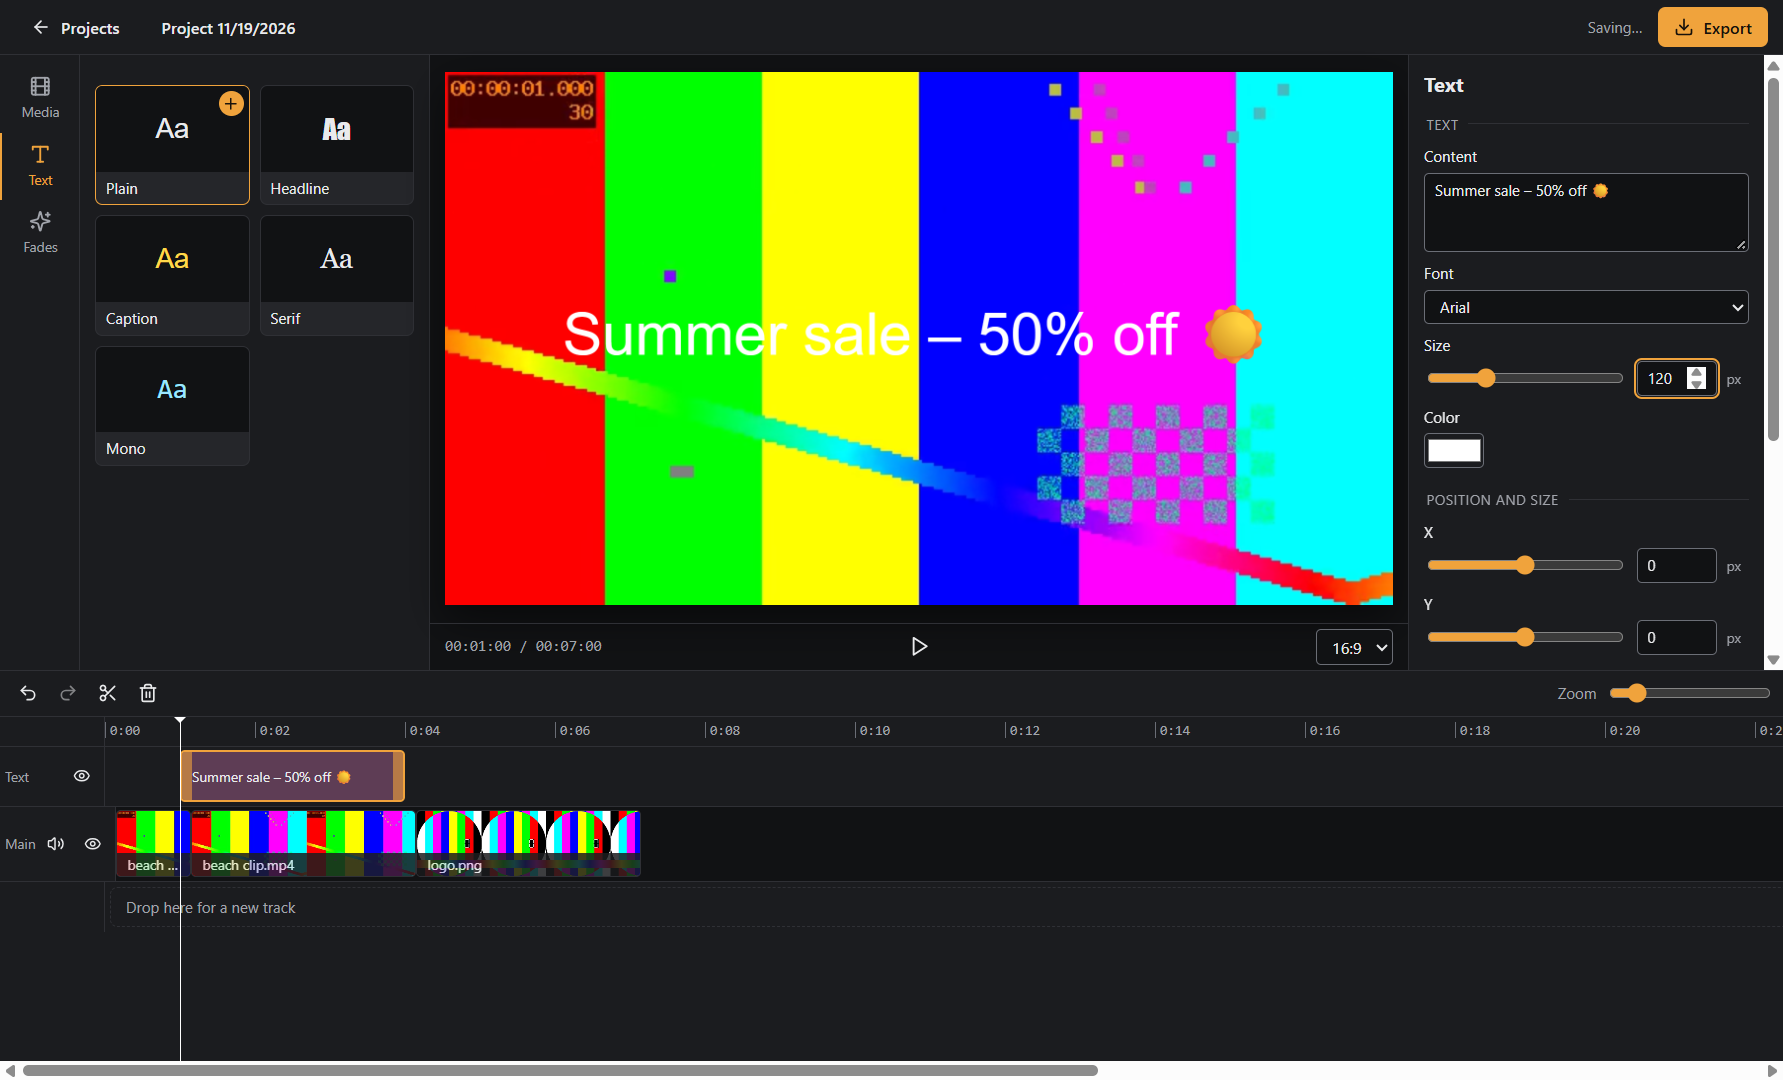 Projects
Project 11/19/2026
Saving...
Export
Media
Text
Fades
Aa
Plain
Aa
Headline
Aa
Caption
Aa
Serif
Aa
Mono
00:00:01.000
30
Summer sale – 50% off
00:01:00 / 00:07:00
16:9
Text
TEXT
Content
Summer sale – 50% off
Font
Arial
Size
120 px
Color
POSITION AND SIZE
X
0 px
Y
0 px
Zoom
0:00 0:02 0:04 0:06 0:08 0:10 0:12 0:14 0:16 0:18 0:20
Text
Summer sale – 50% off
Main
beach ... beach clip.mp4 logo.png
Drop here for a new track